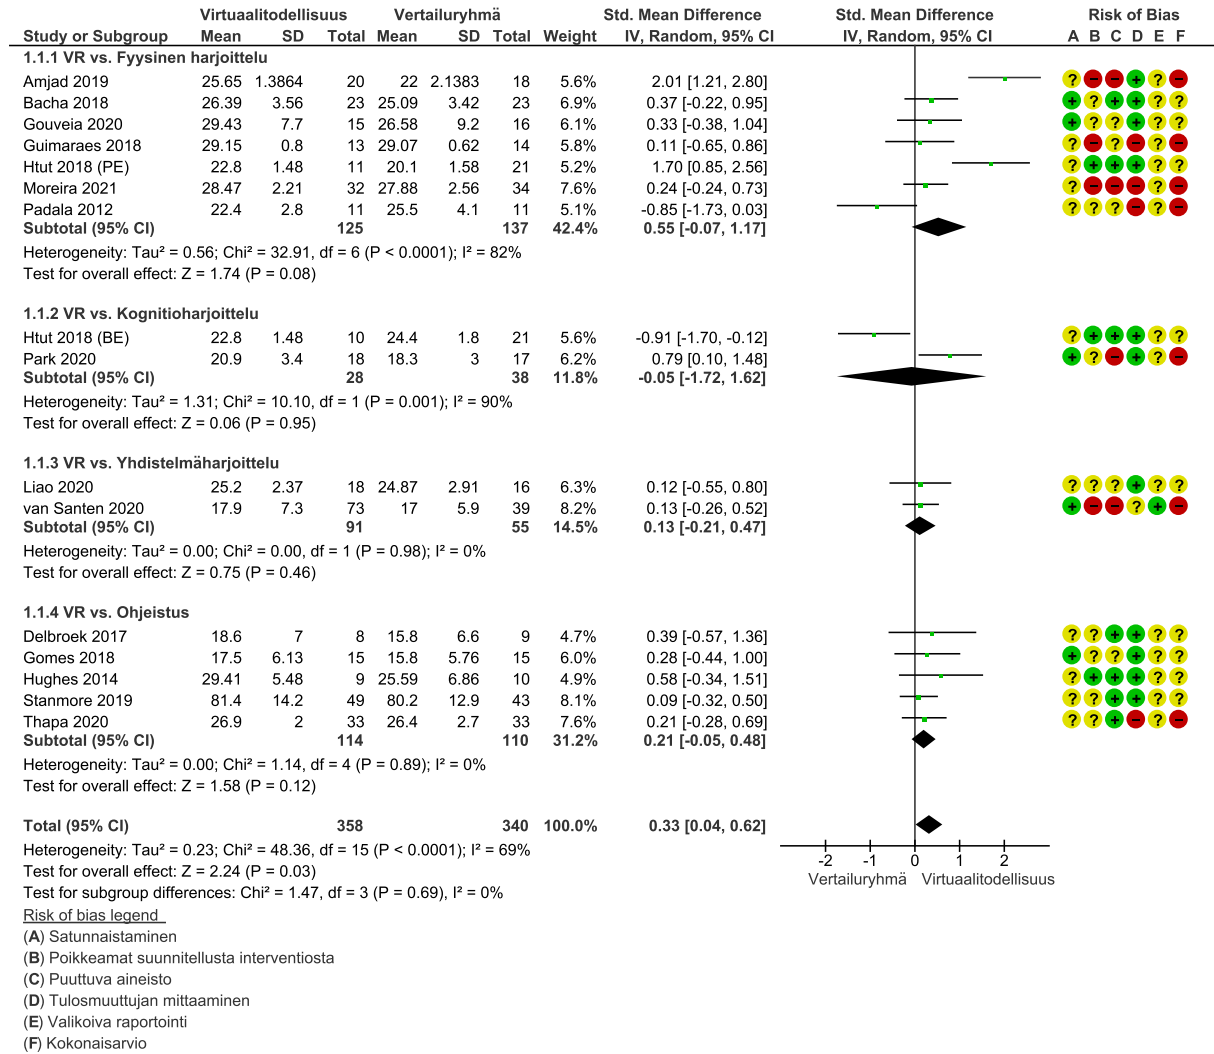 Virtuaalitodellisuus Vertailuryhmä Std. Mean Difference Std. Mean Difference Risk of Bias
Study or Subgroup Mean SD Total Mean SD Total Weight IV, Random, 95% CI IV, Random, 95% CI A B C D E F
1.1.1 VR vs. Fyysinen harjoittelu
Amjad 2019 25.65 1.3864 20 22 2.1383 18 5.6% 2.01 [1.21, 2.80] ? − − + ? −
Bacha 2018 26.39 3.56 23 25.09 3.42 23 6.9% 0.37 [-0.22, 0.95] + ? + + ? ?
Gouveia 2020 29.43 7.7 15 26.58 9.2 16 6.1% 0.33 [-0.38, 1.04] + ? ? + ? ?
Guimaraes 2018 29.15 0.8 13 29.07 0.62 14 6.0% 0.11 [-0.65, 0.86] ? − ? − ? −
Htut 2018 (PE) 22.8 1.48 11 20.1 1.58 21 5.2% 1.70 [0.85, 2.56] ? + + + ? ?
Moreira 2021 28.47 2.21 32 27.88 2.56 34 7.6% 0.24 [-0.24, 0.73] ? − − − ? −
Padala 2012 22.4 2.8 11 25.5 4.1 11 5.1% -0.85 [-1.73, 0.03] ? ? ? − ? −
Subtotal (95% CI) 125 137 42.4% 0.55 [-0.07, 1.17]
Heterogeneity: Tau² = 0.56; Chi² = 32.91, df = 6 (P < 0.0001); I² = 82%
Test for overall effect: Z = 1.74 (P = 0.08)
1.1.2 VR vs. Kognitioharjoittelu
Htut 2018 (BE) 22.8 1.48 10 24.4 1.8 21 5.6% -0.91 [-1.70, -0.12] ? + + + ? ?
Park 2020 20.9 3.4 18 18.3 3 17 6.2% 0.79 [0.10, 1.48] + ? − + ? −
Subtotal (95% CI) 28 38 11.8% -0.05 [-1.72, 1.62]
Heterogeneity: Tau² = 1.31; Chi² = 10.10, df = 1 (P = 0.001); I² = 90%
Test for overall effect: Z = 0.06 (P = 0.95)
1.1.3 VR vs. Yhdistelmäharjoittelu
Liao 2020 25.2 2.37 18 24.87 2.91 16 6.3% 0.12 [-0.55, 0.80] ? ? ? + ? ?
van Santen 2020 17.9 7.3 73 17 5.9 39 8.2% 0.13 [-0.26, 0.52] + − − ? + −
Subtotal (95% CI) 91 55 14.5% 0.13 [-0.21, 0.47]
Heterogeneity: Tau² = 0.00; Chi² = 0.00, df = 1 (P = 0.98); I² = 0%
Test for overall effect: Z = 0.75 (P = 0.46)
1.1.4 VR vs. Ohjeistus
Delbroek 2017 18.6 7 8 15.8 6.6 9 4.7% 0.39 [-0.57, 1.36] ? ? + + ? ?
Gomes 2018 17.5 6.13 15 15.8 5.76 15 6.0% 0.28 [-0.44, 1.00] + ? ? + ? ?
Hughes 2014 29.41 5.48 9 25.59 6.86 10 4.9% 0.58 [-0.34, 1.51] ? + + + ? ?
Stanmore 2019 81.4 14.2 49 80.2 12.9 43 8.1% 0.09 [-0.32, 0.50] ? ? + + ? ?
Thapa 2020 26.9 2 33 26.4 2.7 33 7.6% 0.21 [-0.28, 0.69] ? ? + − ? −
Subtotal (95% CI) 114 110 31.2% 0.21 [-0.05, 0.48]
Heterogeneity: Tau² = 0.00; Chi² = 1.14, df = 4 (P = 0.89); I² = 0%
Test for overall effect: Z = 1.58 (P = 0.12)
Total (95% CI) 358 340 100.0% 0.33 [0.04, 0.62]
Heterogeneity: Tau² = 0.23; Chi² = 48.36, df = 15 (P < 0.0001); I² = 69%
Test for overall effect: Z = 2.24 (P = 0.03)
Test for subgroup differences: Chi² = 1.47, df = 3 (P = 0.69), I² = 0%
-2 -1 0 1 2
Vertailuryhmä Virtuaalitodellisuus
Risk of bias legend
(A) Satunnaistaminen
(B) Poikkeamat suunnitellusta interventiosta
(C) Puuttuva aineisto
(D) Tulosmuuttujan mittaaminen
(E) Valikoiva raportointi
(F) Kokonaisarvio